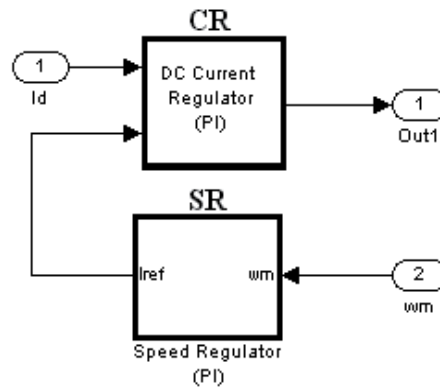 CR
1
Id
DC Current
Regulator
(PI)
1
Out1
SR
Iref
wm
2
wm
Speed Regulator
(PI)